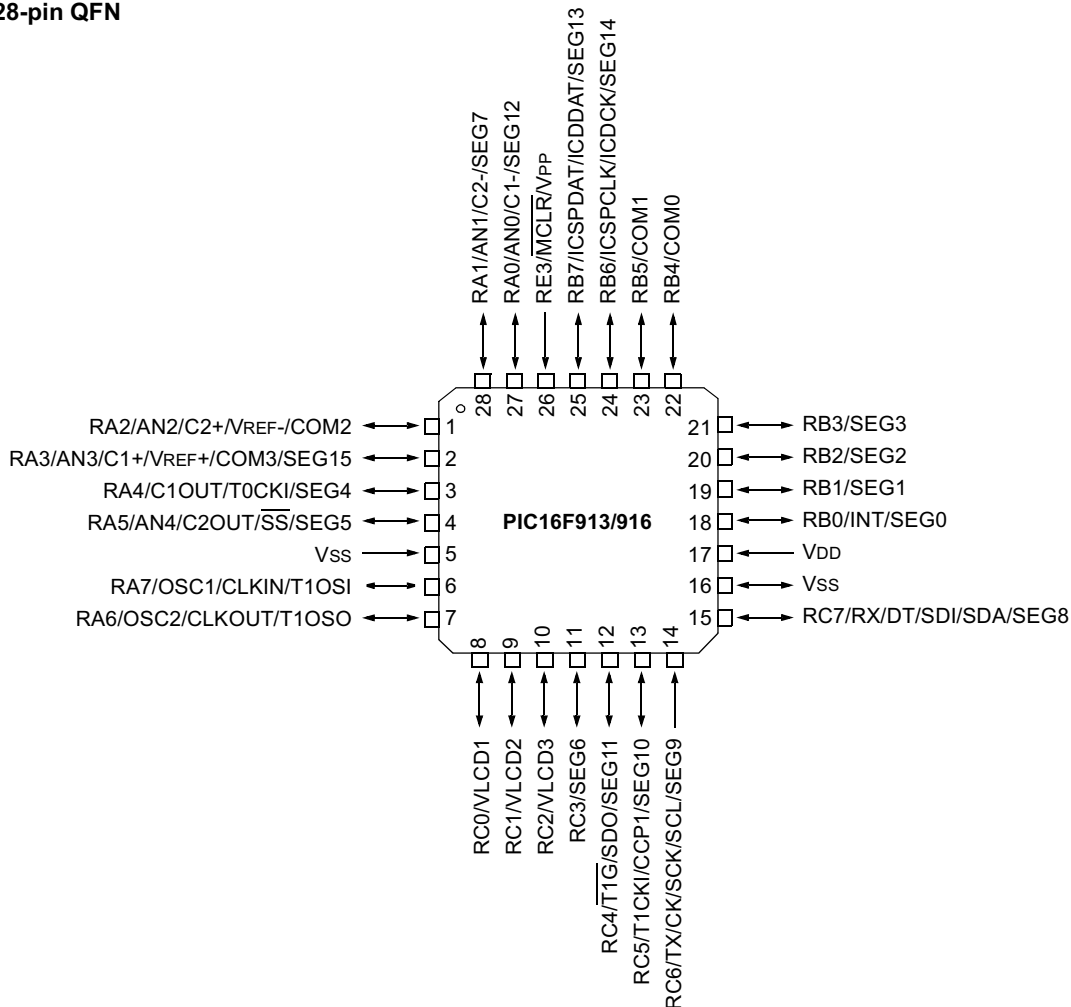 28-pin QFN
RA1/AN1/C2-/SEG7
RA0/AN0/C1-/SEG12
RE3/MCLR/VPP
RB7/ICSPDAT/ICDDAT/SEG13
RB6/ICSPCLK/ICDCK/SEG14
RB5/COM1
RB4/COM0
28
27
26
25
24
23
22
RA2/AN2/C2+/VREF-/COM2
1
RA3/AN3/C1+/VREF+/COM3/SEG15
2
RA4/C1OUT/T0CKI/SEG4
3
RA5/AN4/C2OUT/SS/SEG5
4
VSS
5
RA7/OSC1/CLKIN/T1OSI
6
RA6/OSC2/CLKOUT/T1OSO
7
PIC16F913/916
21
RB3/SEG3
20
RB2/SEG2
19
RB1/SEG1
18
RB0/INT/SEG0
17
VDD
16
VSS
15
RC7/RX/DT/SDI/SDA/SEG8
8
9
10
11
12
13
14
RC0/VLCD1
RC1/VLCD2
RC2/VLCD3
RC3/SEG6
RC4/T1G/SDO/SEG11
RC5/T1CKI/CCP1/SEG10
RC6/TX/CK/SCK/SCL/SEG9